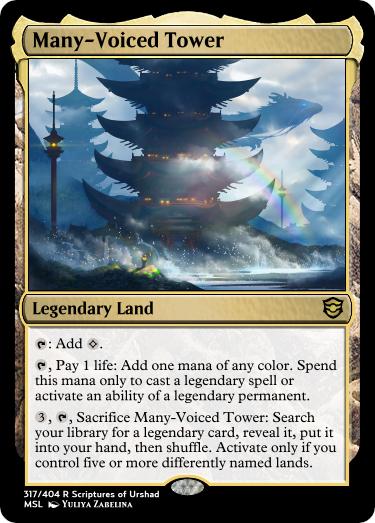 Many-Voiced Tower
Legendary Land
: Add .
, Pay 1 life: Add one mana of any color. Spend
this mana only to cast a legendary spell or
activate an ability of a legendary permanent.
3, , Sacrifice Many-Voiced Tower: Search
your library for a legendary card, reveal it, put it
into your hand, then shuffle. Activate only if you
control five or more differently named lands.
317/404 R Scriptures of Urshad
MSL Yuliya Zabelina